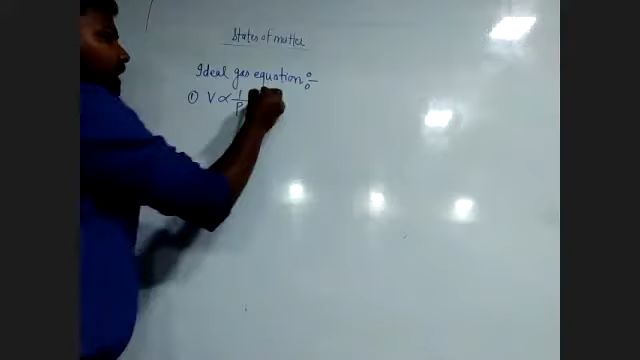 States of matter
Ideal gas equation÷
① V ∝ 1/P